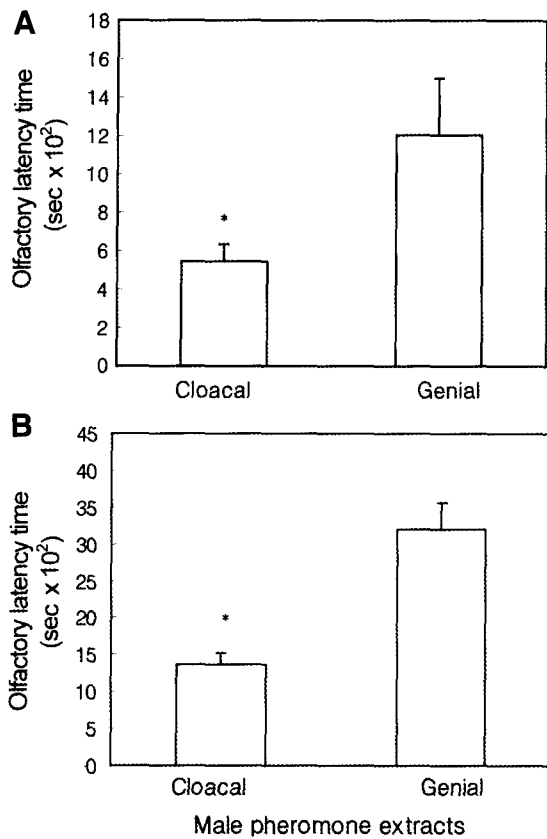 A
18
16
14
12
10
8
6
4
2
0
Olfactory latency time
(sec x 10²)
*
Cloacal Genial
B
45
40
35
30
25
20
15
10
5
0
Olfactory latency time
(sec x 10²)
*
Cloacal Genial
Male pheromone extracts